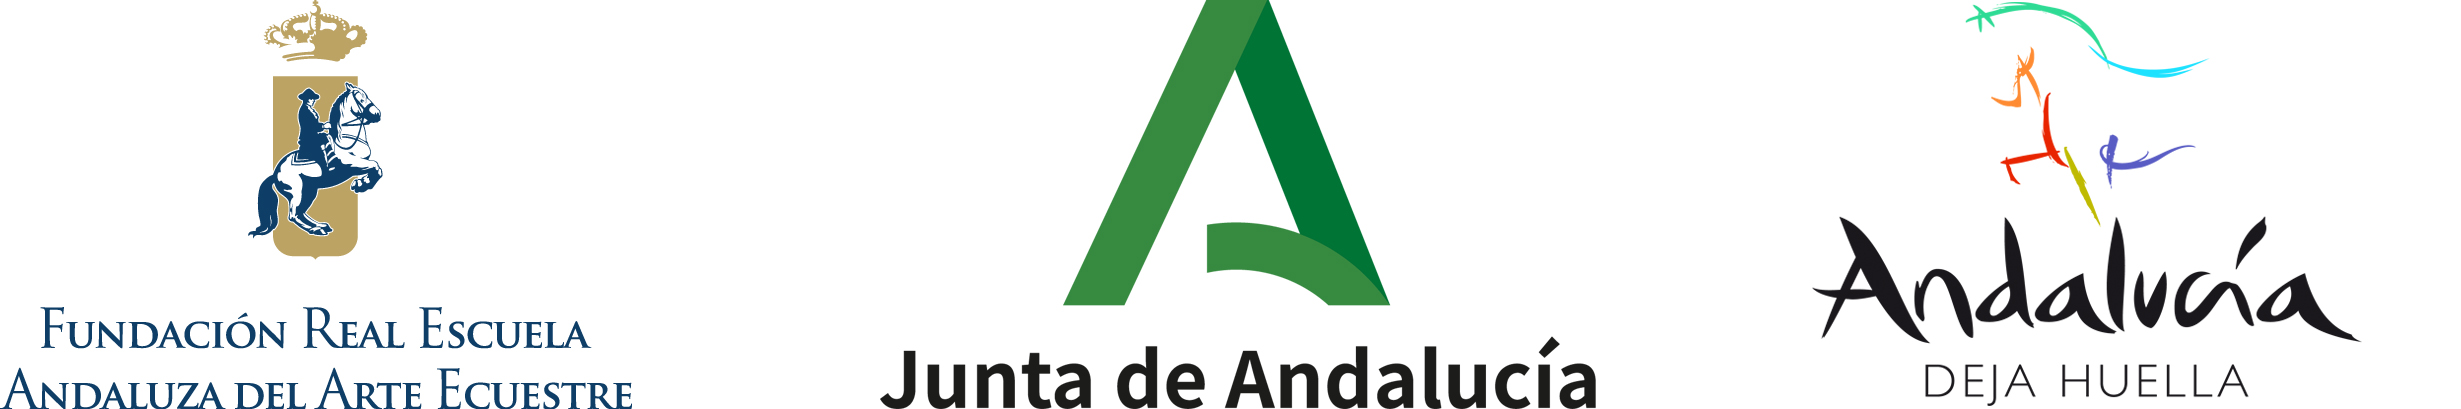 Fundación Real Escuela
Andaluza del Arte Ecuestre
Junta de Andalucía
Andalucía
DEJA HUELLA